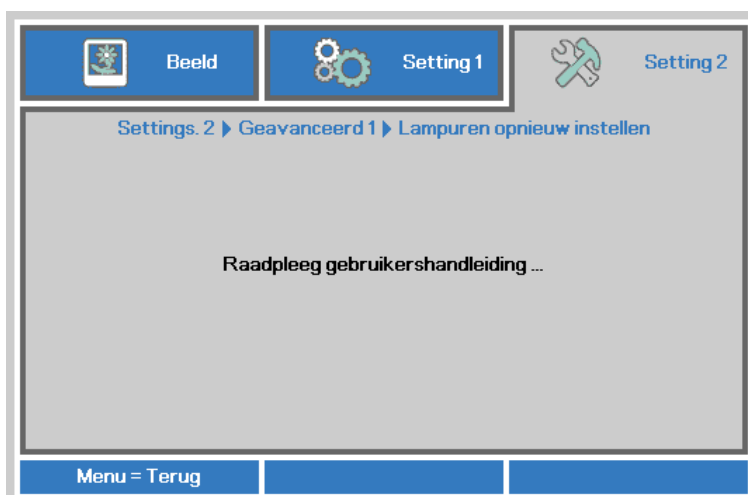 Beeld
Setting 1
Setting 2
Settings. 2 ▶ Geavanceerd 1 ▶ Lampuren opnieuw instellen
Raadpleeg gebruikershandleiding ...
Menu = Terug